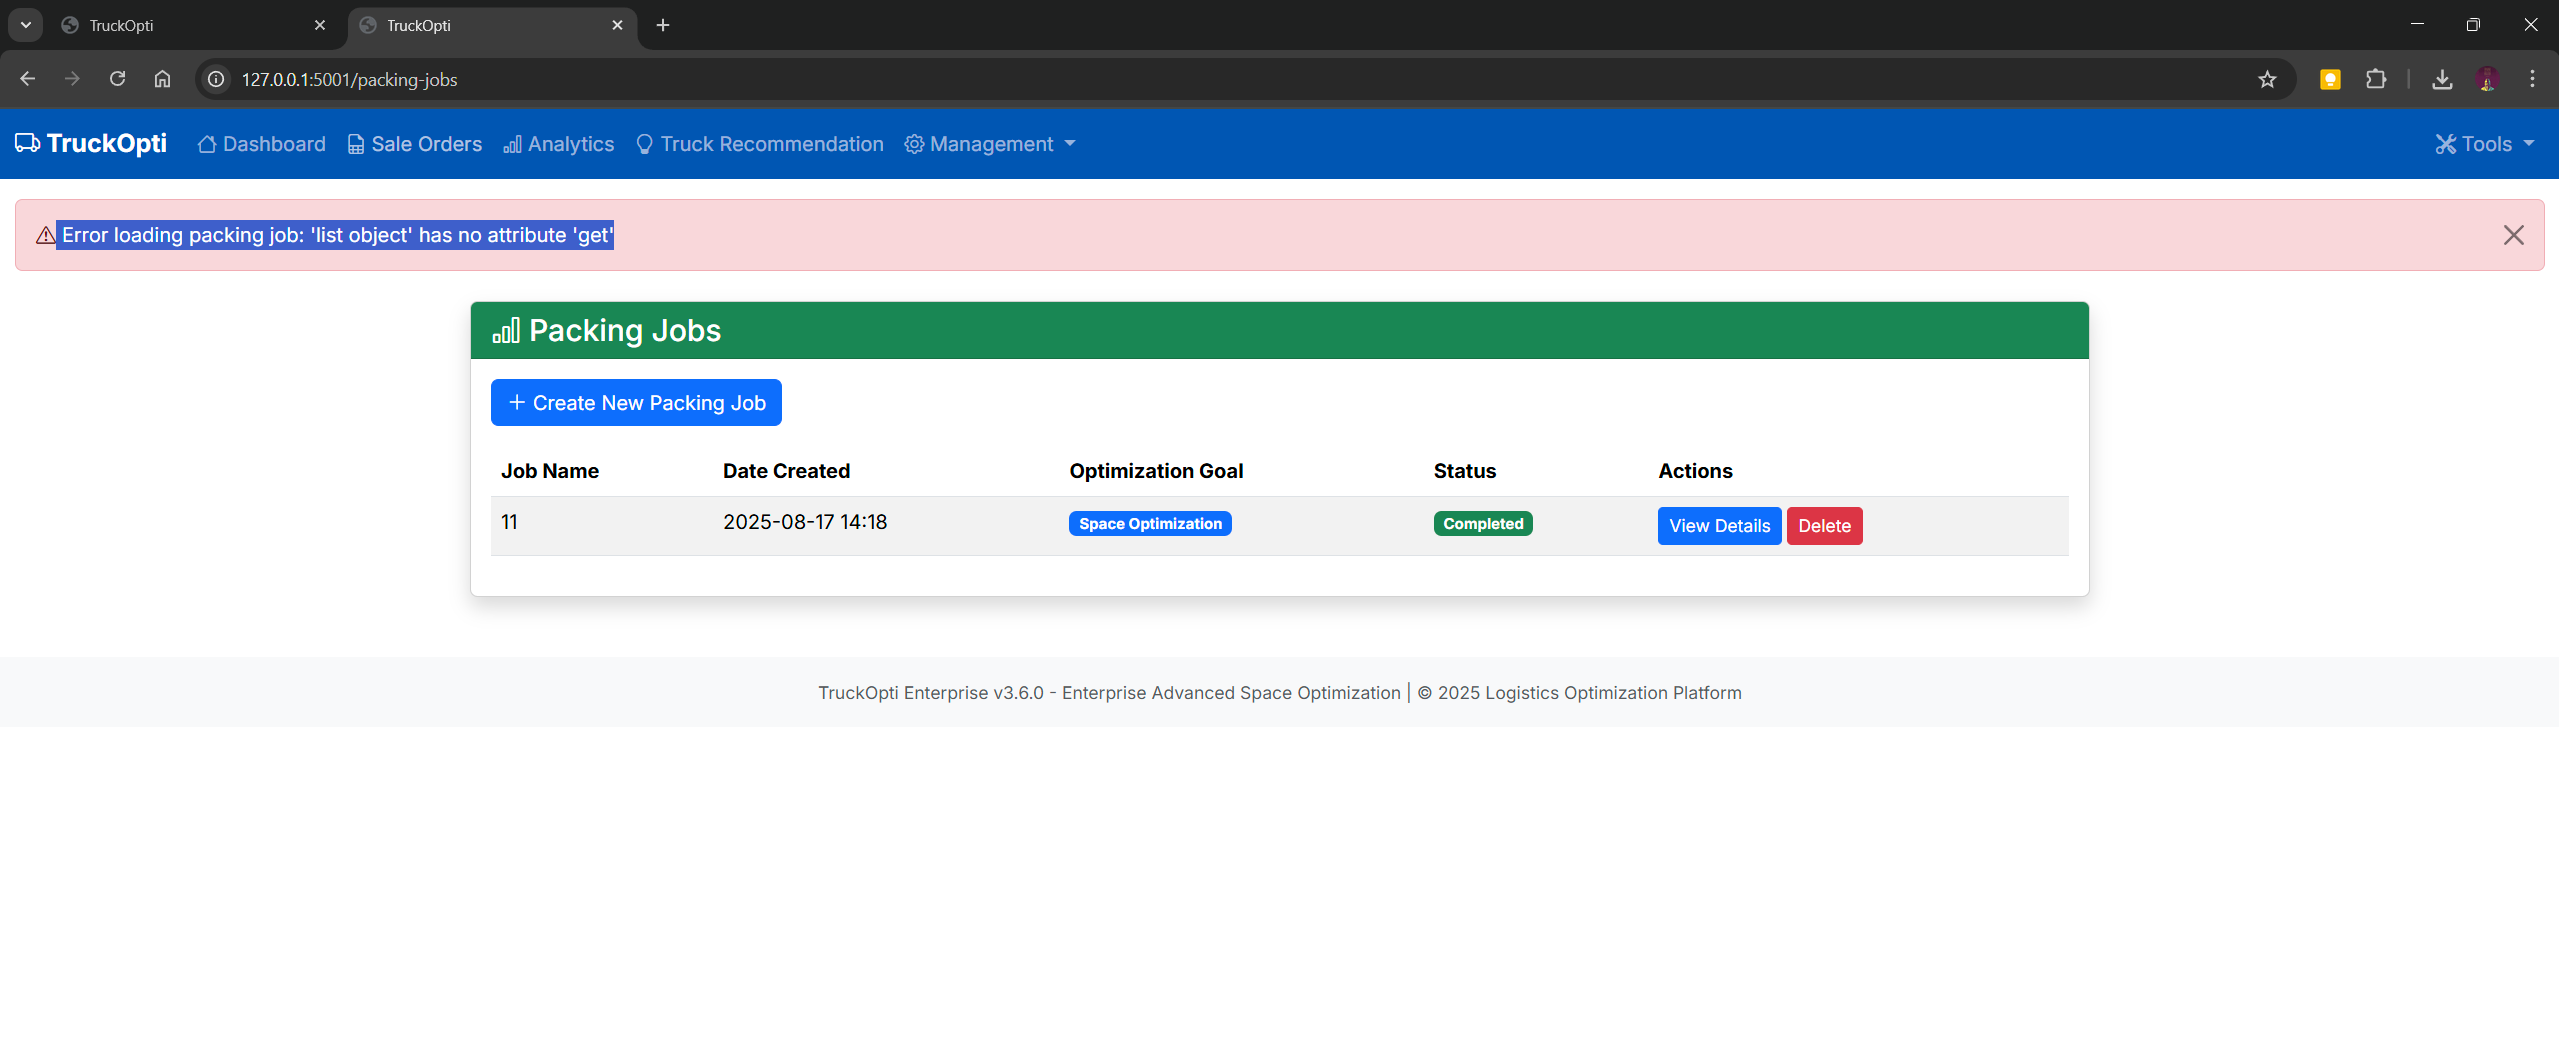 TruckOpti
TruckOpti
127.0.0.1:5001/packing-jobs
TruckOpti Dashboard Sale Orders Analytics Truck Recommendation Management Tools
Error loading packing job: 'list object' has no attribute 'get'
Packing Jobs
Create New Packing Job
Job Name Date Created Optimization Goal Status Actions
11 2025-08-17 14:18 Space Optimization Completed View Details Delete
TruckOpti Enterprise v3.6.0 - Enterprise Advanced Space Optimization | © 2025 Logistics Optimization Platform